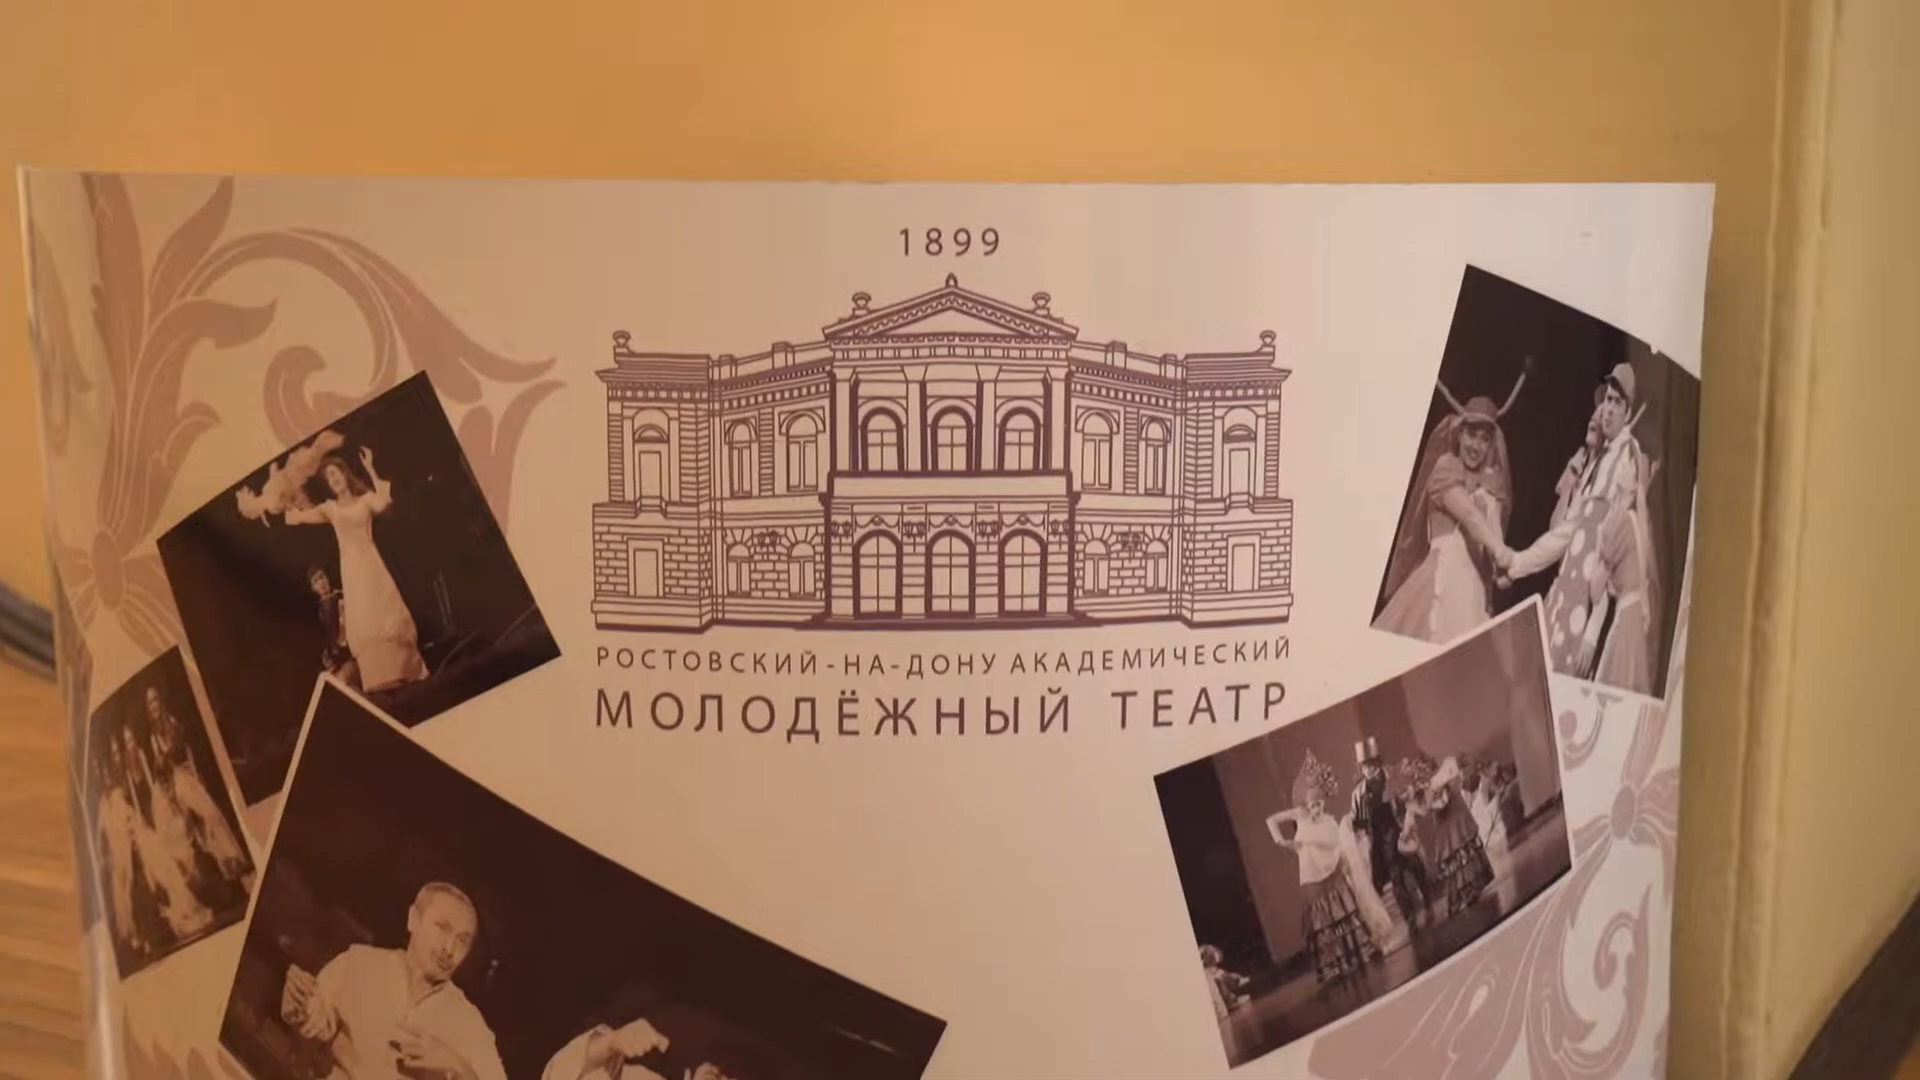 1899
РОСТОВСКИЙ-НА-ДОНУ АКАДЕМИЧЕСКИЙ
МОЛОДЁЖНЫЙ ТЕАТР